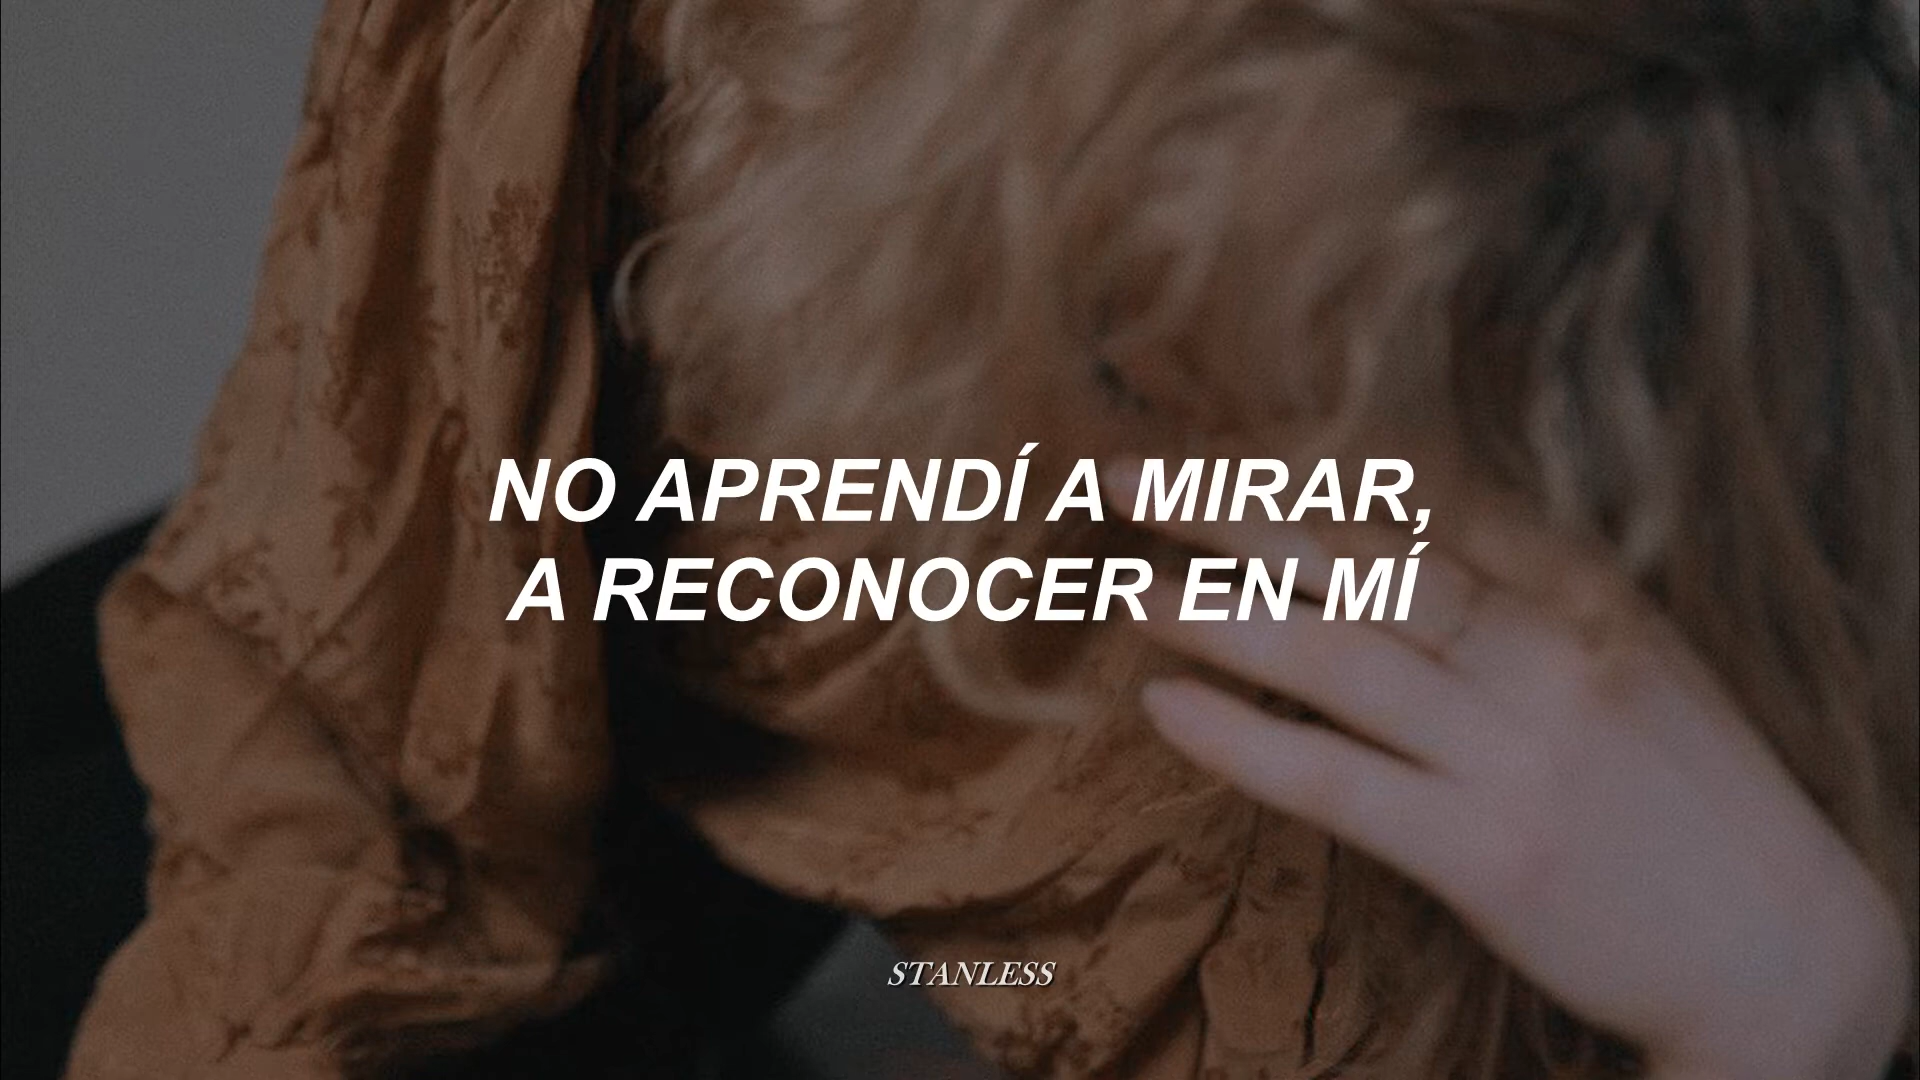 NO APRENDÍ A MIRAR,
A RECONOCER EN MÍ
STANLESS